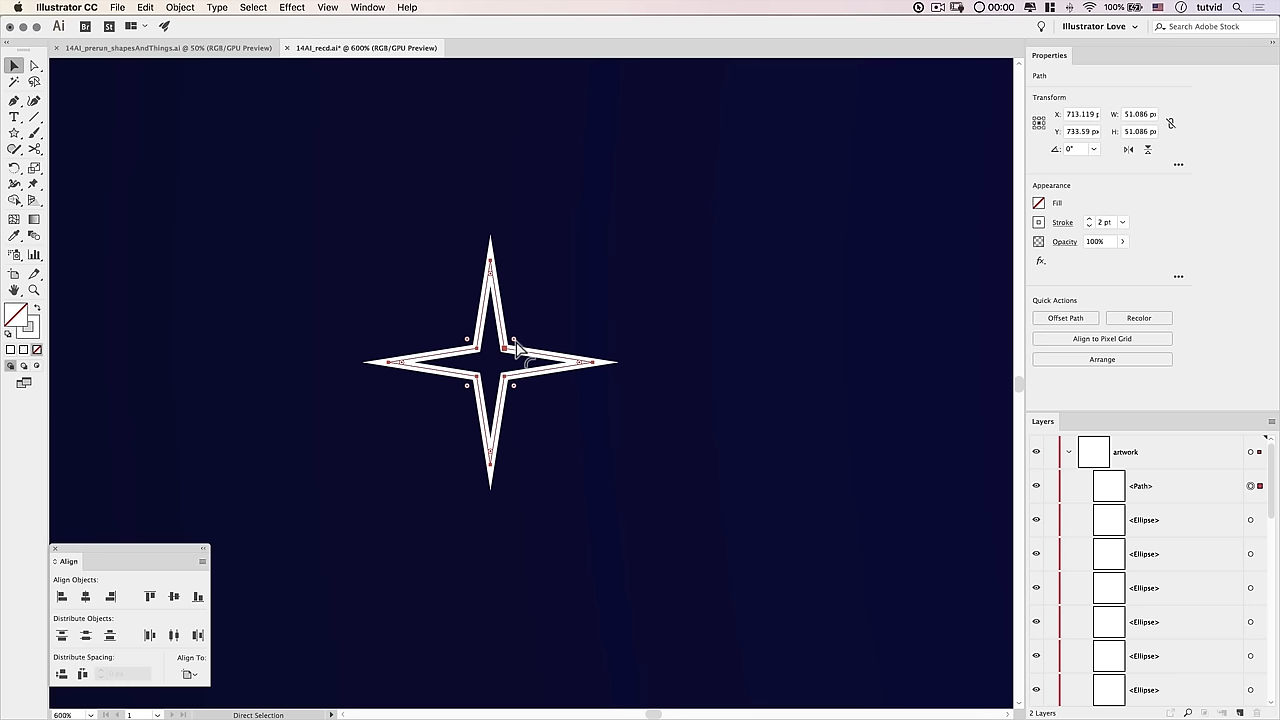 Illustrator CC File Edit Object Type Select Effect View Window Help 00:00 100% tutvid
Ai Br St Illustrator Love Search Adobe Stock
14AI_prerun_shapesAndThings.ai @ 50% (RGB/GPU Preview) 14AI_recd.ai* @ 600% (RGB/GPU Preview)
Properties
Path
Transform
X: 713.119 W: 51.086 px
Y: 733.59 px H: 51.086 px
0°
Appearance
Fill
Stroke 2 pt
Opacity 100%
fx.
Quick Actions
Offset Path Recolor
Align to Pixel Grid
Arrange
Layers
artwork
<Path>
<Ellipse>
<Ellipse>
<Ellipse>
<Ellipse>
<Ellipse>
<Ellipse>
2 Layers
Align
Align Objects:
Distribute Objects:
Distribute Spacing: Align To:
600% 1 Direct Selection